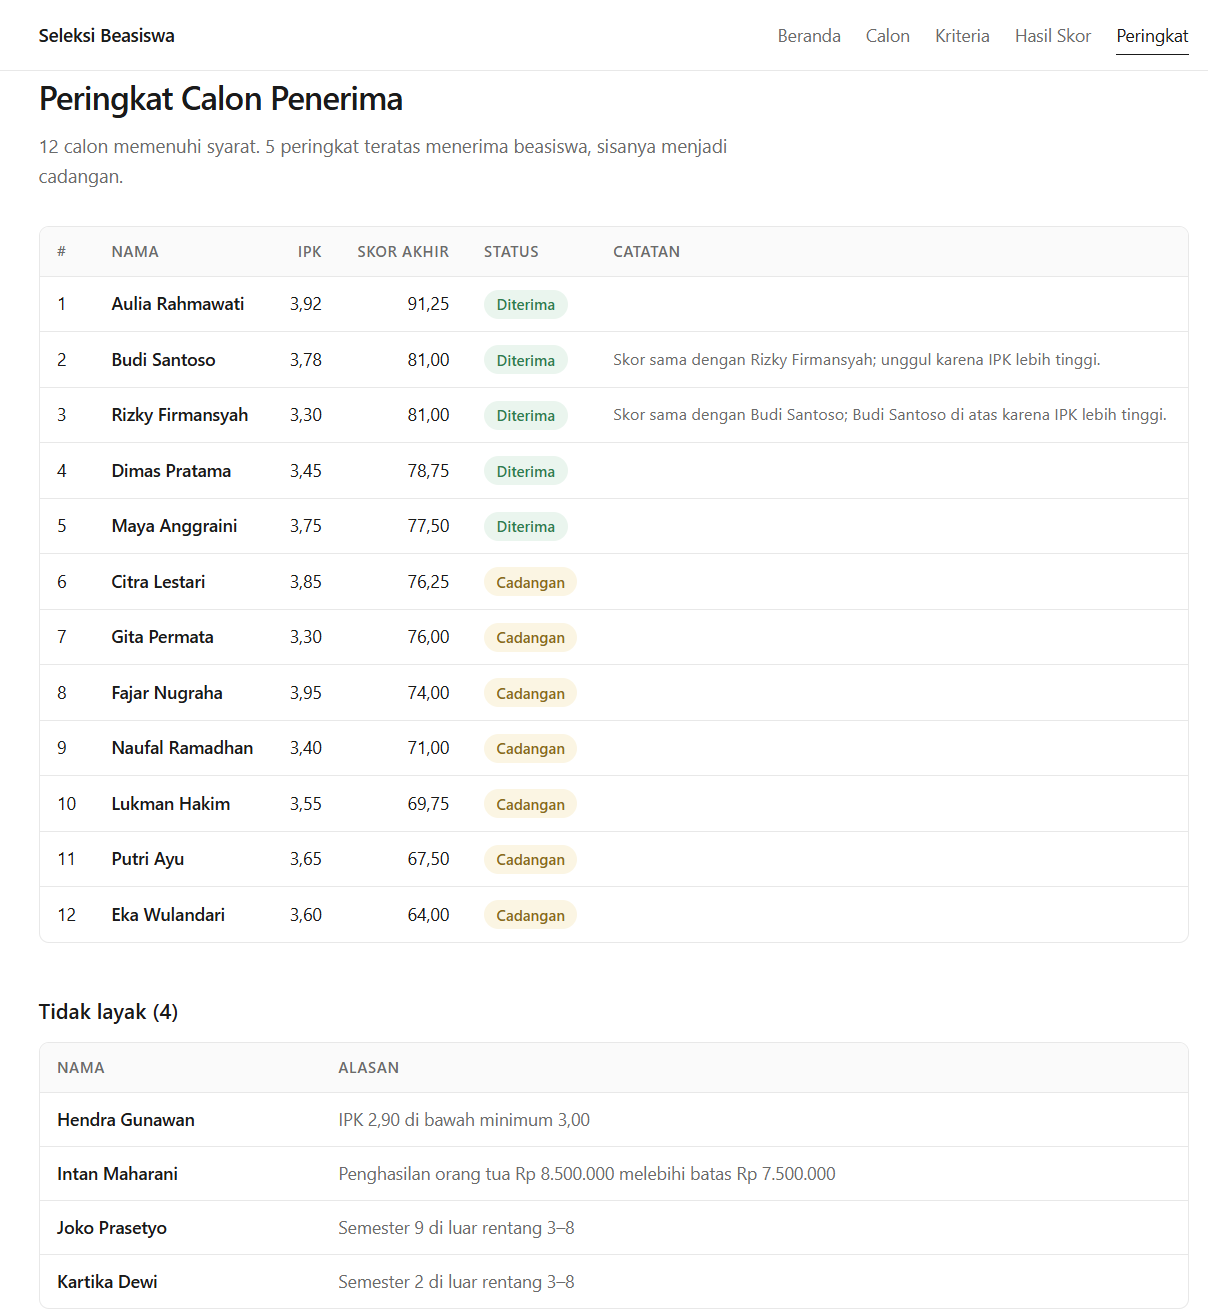 Seleksi Beasiswa
Beranda Calon Kriteria Hasil Skor Peringkat
Peringkat Calon Penerima
12 calon memenuhi syarat. 5 peringkat teratas menerima beasiswa, sisanya menjadi
cadangan.
# NAMA IPK SKOR AKHIR STATUS CATATAN
1 Aulia Rahmawati 3,92 91,25 Diterima
2 Budi Santoso 3,78 81,00 Diterima Skor sama dengan Rizky Firmansyah; unggul karena IPK lebih tinggi.
3 Rizky Firmansyah 3,30 81,00 Diterima Skor sama dengan Budi Santoso; Budi Santoso di atas karena IPK lebih tinggi.
4 Dimas Pratama 3,45 78,75 Diterima
5 Maya Anggraini 3,75 77,50 Diterima
6 Citra Lestari 3,85 76,25 Cadangan
7 Gita Permata 3,30 76,00 Cadangan
8 Fajar Nugraha 3,95 74,00 Cadangan
9 Naufal Ramadhan 3,40 71,00 Cadangan
10 Lukman Hakim 3,55 69,75 Cadangan
11 Putri Ayu 3,65 67,50 Cadangan
12 Eka Wulandari 3,60 64,00 Cadangan
Tidak layak (4)
NAMA ALASAN
Hendra Gunawan IPK 2,90 di bawah minimum 3,00
Intan Maharani Penghasilan orang tua Rp 8.500.000 melebihi batas Rp 7.500.000
Joko Prasetyo Semester 9 di luar rentang 3–8
Kartika Dewi Semester 2 di luar rentang 3–8